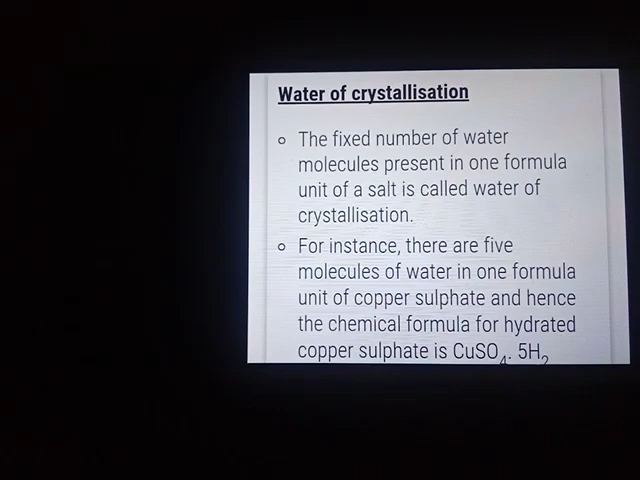 Water of crystallisation
The fixed number of water
molecules present in one formula
unit of a salt is called water of
crystallisation.
For instance, there are five
molecules of water in one formula
unit of copper sulphate and hence
the chemical formula for hydrated
copper sulphate is CuSO₄. 5H₂